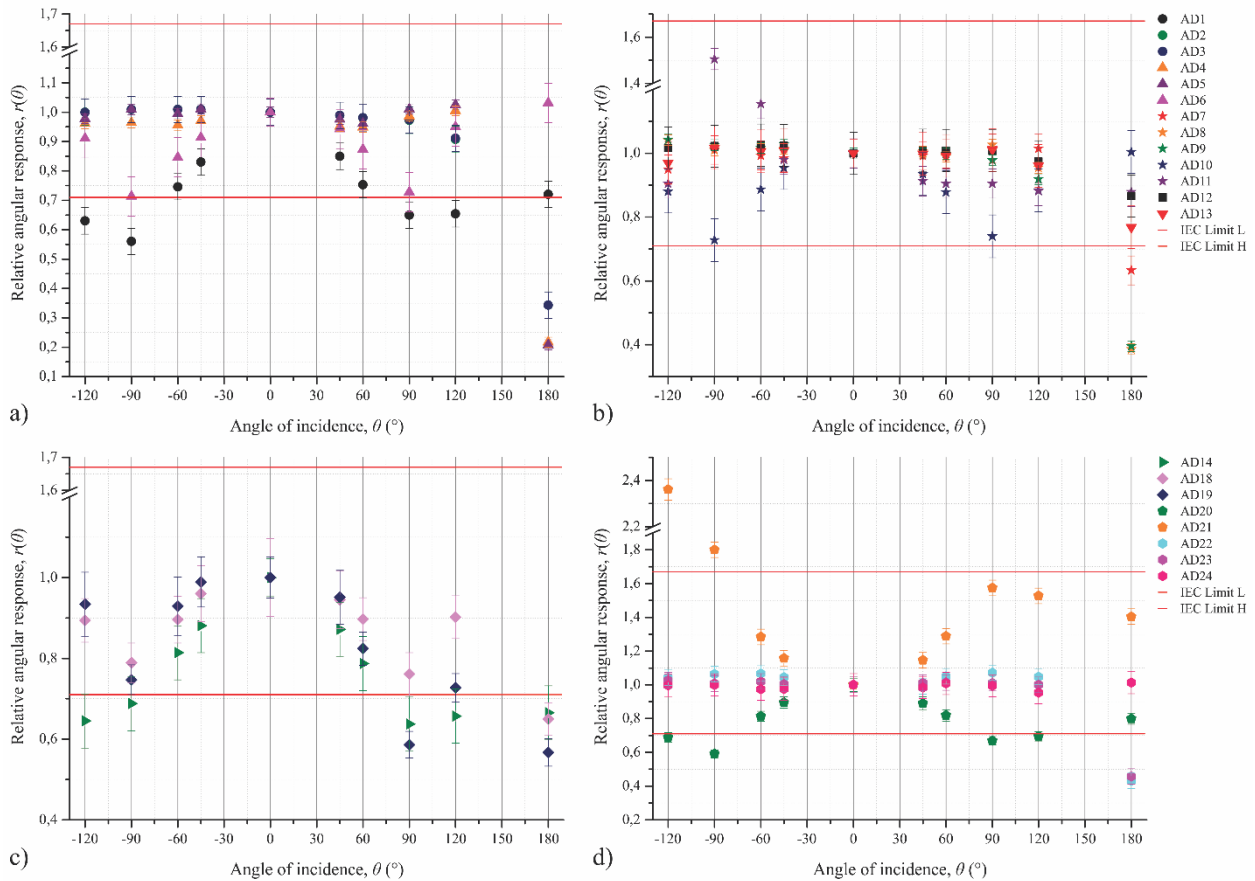 1,7
1,6
1,1
1,0
0,9
0,8
0,7
0,6
0,5
0,4
0,3
0,2
0,1
Relative angular response, r(θ)
-120 -90 -60 -30 0 30 60 90 120 150 180
Angle of incidence, θ (°)
a)
1,6
1,4
1,2
1,0
0,8
0,6
0,4
Relative angular response, r(θ)
-120 -90 -60 -30 0 30 60 90 120 150 180
Angle of incidence, θ (°)
b)
AD1
AD2
AD3
AD4
AD5
AD6
AD7
AD8
AD9
AD10
AD11
AD12
AD13
IEC Limit L
IEC Limit H
1,7
1,6
1,0
0,8
0,6
0,4
Relative angular response, r(θ)
-120 -90 -60 -30 0 30 60 90 120 150 180
Angle of incidence, θ (°)
c)
2,4
2,2
1,8
1,6
1,4
1,2
1,0
0,8
0,6
0,4
0,2
Relative angular response, r(θ)
-120 -90 -60 -30 0 30 60 90 120 150 180
Angle of incidence, θ (°)
d)
AD14
AD18
AD19
AD20
AD21
AD22
AD23
AD24
IEC Limit L
IEC Limit H